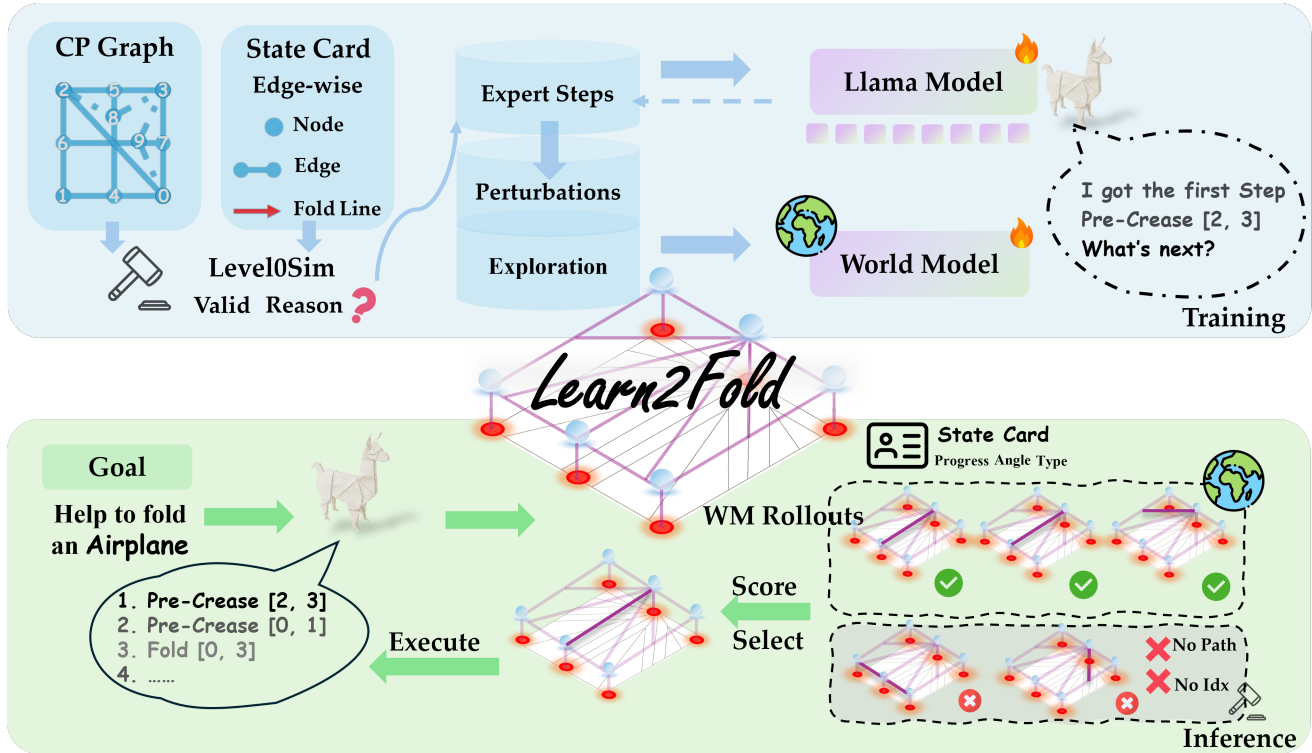 CP Graph
2 5 3
8
6 9 7
1 4 0
State Card
Edge-wise
Node
Edge
Fold Line
Level0Sim
Valid Reason ?
Expert Steps
Perturbations
Exploration
Llama Model
World Model
I got the first Step
Pre-Crease [2, 3]
What's next?
Training
Learn2Fold
Goal
Help to fold
an Airplane
1. Pre-Crease [2, 3]
2. Pre-Crease [0, 1]
3. Fold [0, 3]
4. ......
Execute
Score
Select
WM Rollouts
State Card
Progress Angle Type
No Path
No Idx
Inference